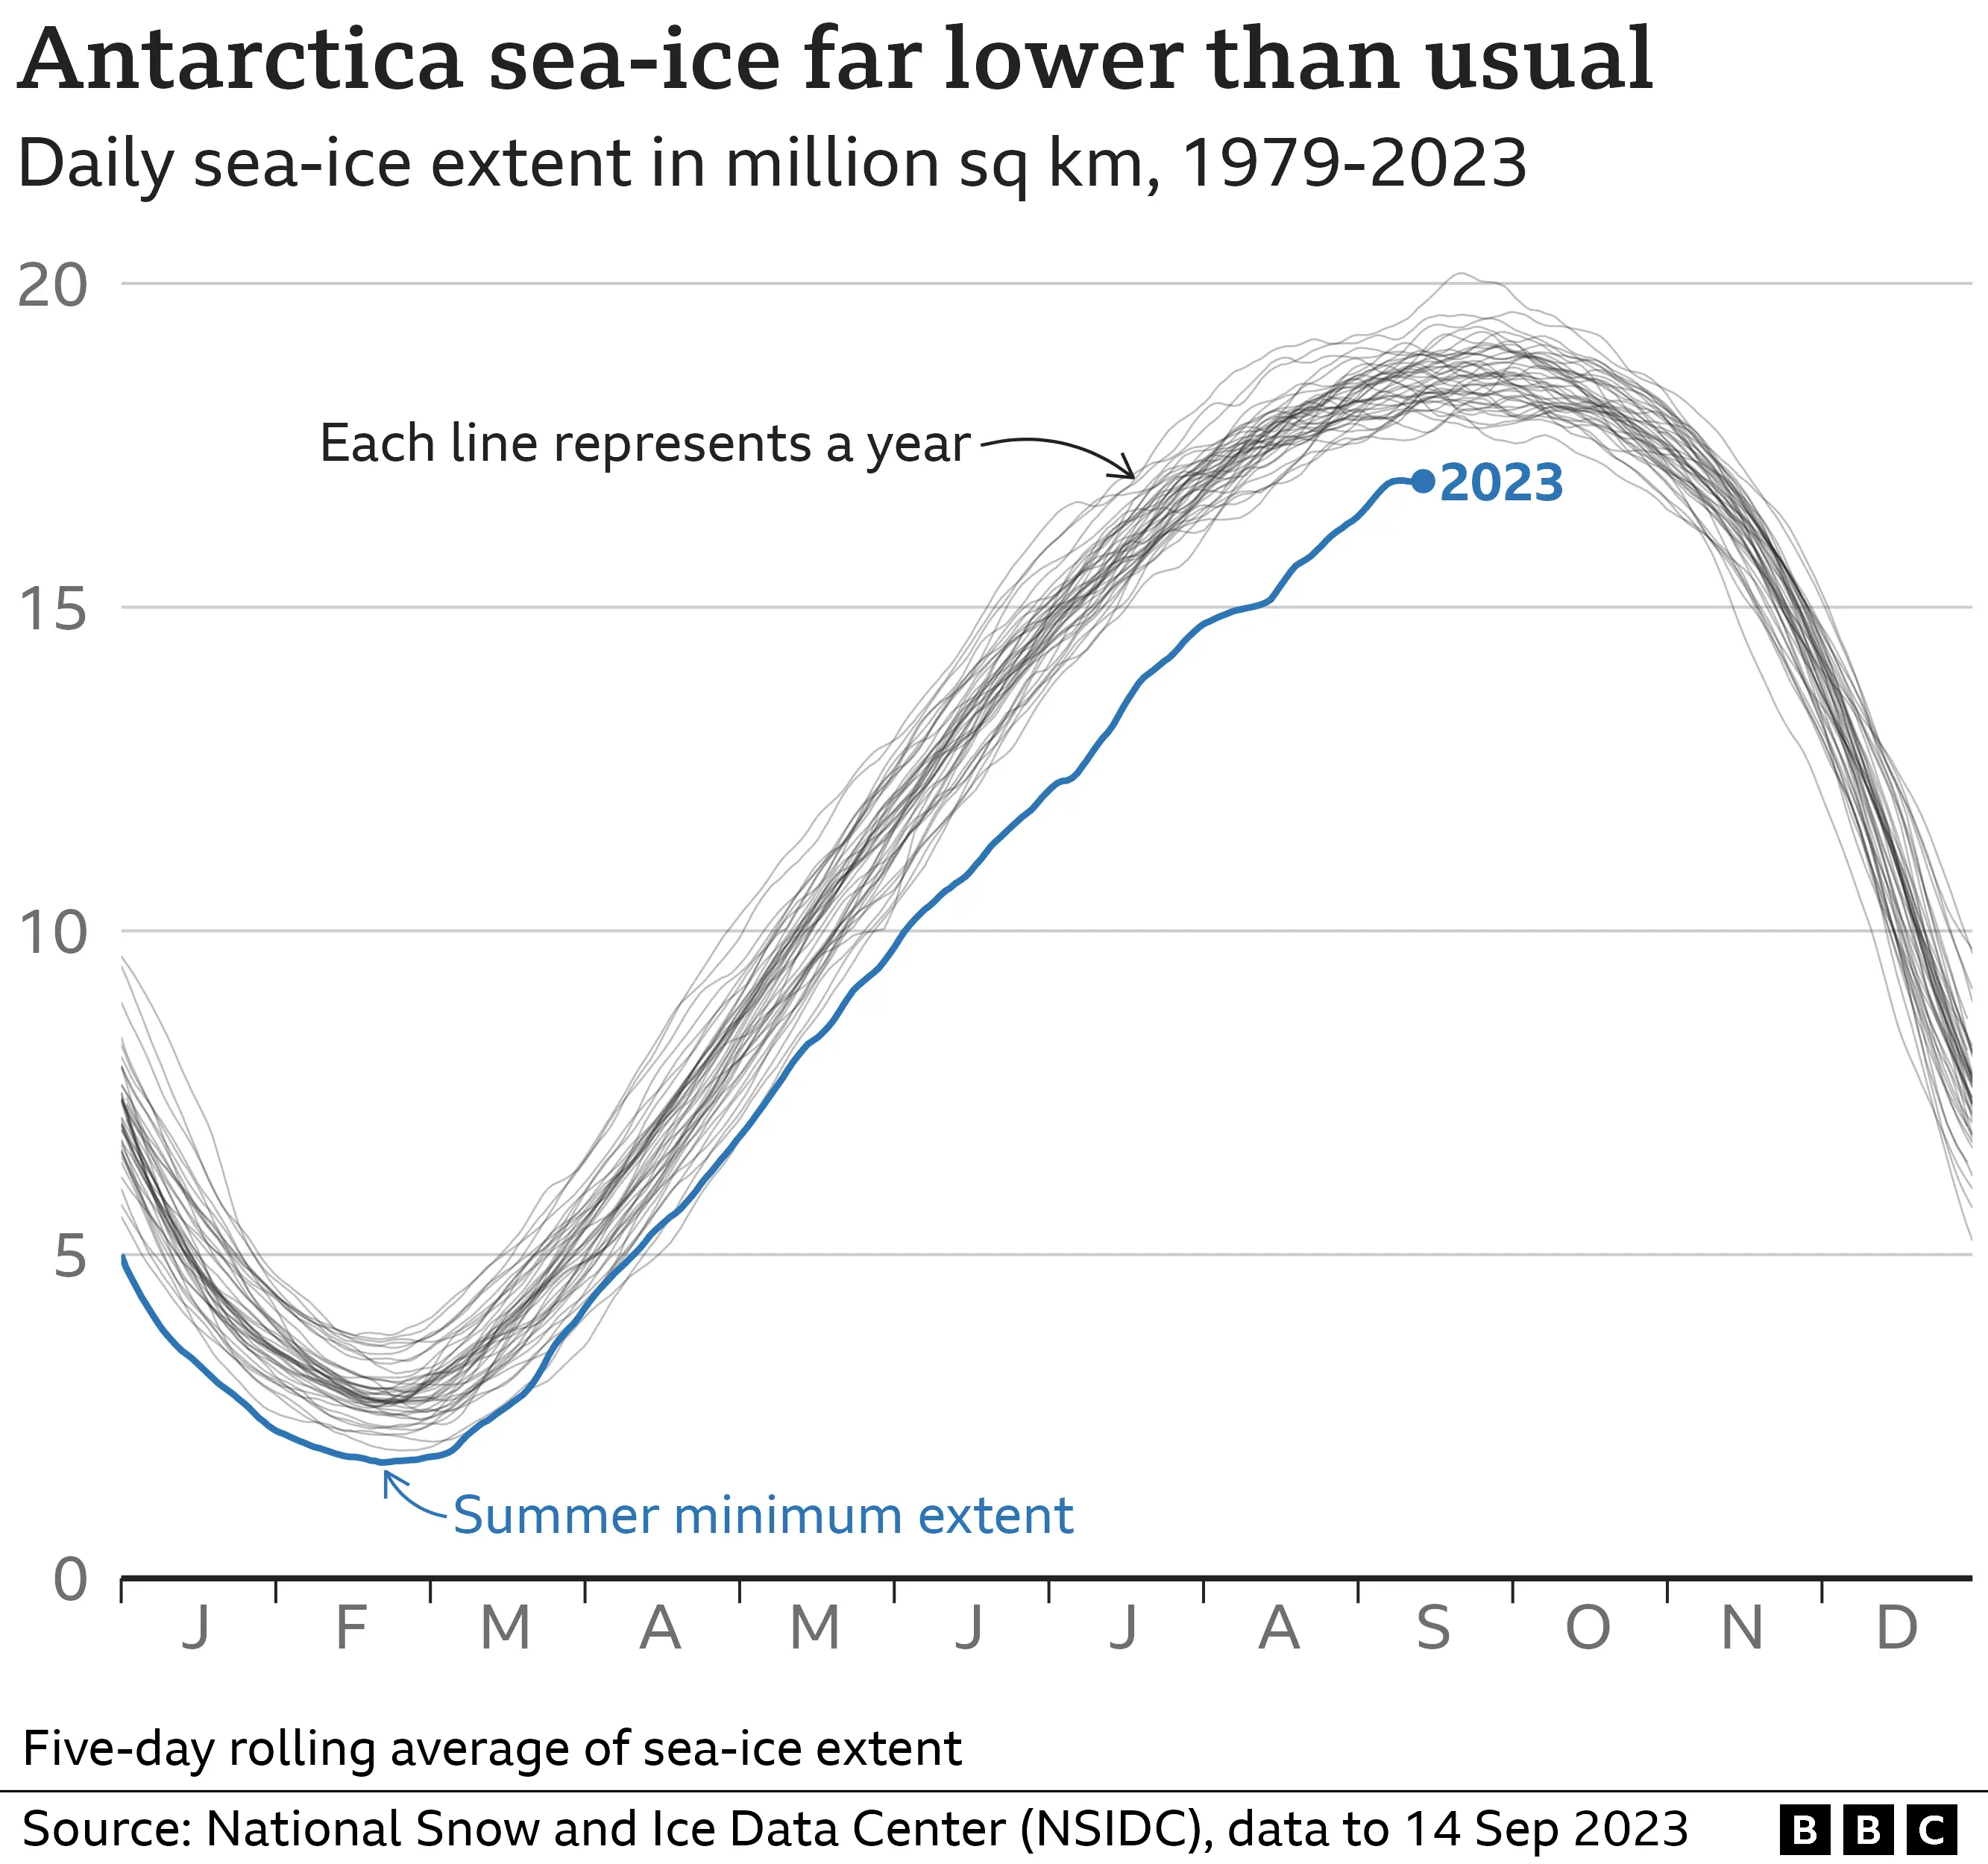 Antarctica sea-ice far lower than usual
Daily sea-ice extent in million sq km, 1979-2023
20
Each line represents a year
2023
15
10
5
Summer minimum extent
0
J F M A M J J A S O N D
Five-day rolling average of sea-ice extent
Source: National Snow and Ice Data Center (NSIDC), data to 14 Sep 2023
BBC